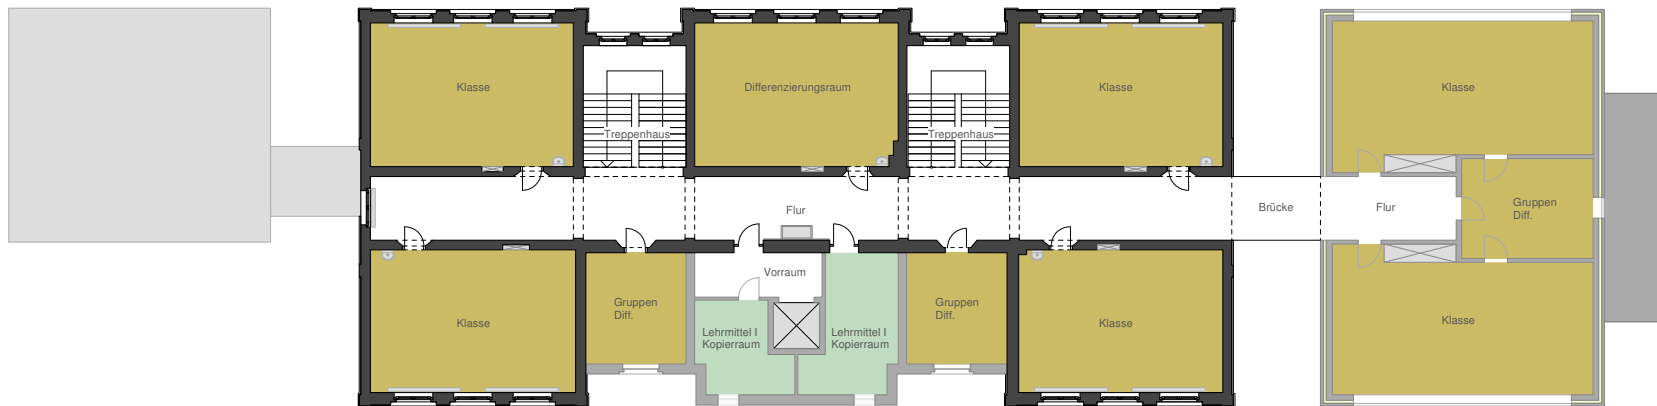 Klasse
Differenzierungsraum
Klasse
Klasse
Treppenhaus
Treppenhaus
Flur
Brücke
Flur
Gruppen
Diff.
Vorraum
Gruppen
Diff.
Gruppen
Diff.
Klasse
Klasse
Klasse
Lehrmittel I
Kopierraum
Lehrmittel I
Kopierraum